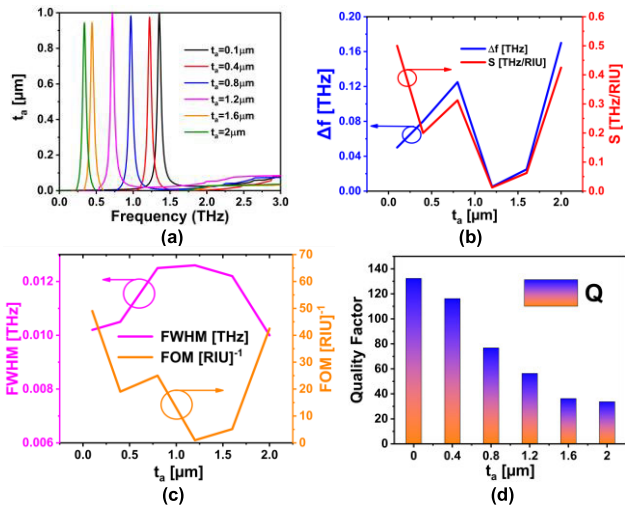 1.0
0.8
0.6
0.4
0.2
0.0
tₐ [µm]
tₐ=0.1µm
tₐ=0.4µm
tₐ=0.8µm
tₐ=1.2µm
tₐ=1.6µm
tₐ=2µm
0.0 0.5 1.0 1.5 2.0 2.5 3.0
Frequency (THz)
(a)
0.20
0.16
0.12
0.08
0.04
0.00
Δf [THz]
Δf [THz]
S [THz/RIU]
0.6
0.5
0.4
0.3
0.2
0.1
0.0
S [THz/RIU]
0.0 0.5 1.0 1.5 2.0
tₐ [µm]
(b)
0.012
0.010
0.008
0.006
FWHM [THz]
FWHM [THz]
FOM [RIU]⁻¹
70
60
50
40
30
20
10
0
FOM [RIU]⁻¹
0.0 0.5 1.0 1.5 2.0
tₐ [µm]
(c)
140
120
100
80
60
40
20
0
Quality Factor
Q
0 0.4 0.8 1.2 1.6 2
tₐ [µm]
(d)